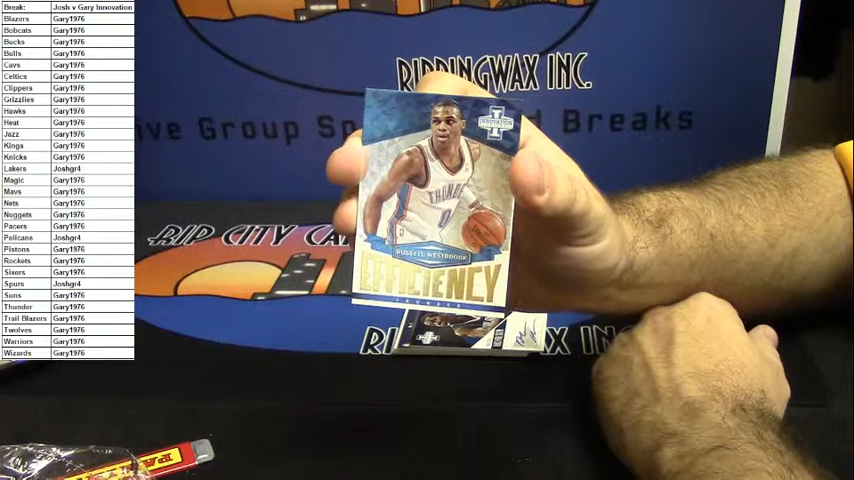 Break: Josh v Gary Innovation
Blazers Gary1976
Bobcats Gary1976
Bucks Gary1976
Bulls Gary1976
Cavs Gary1976
Celtics Gary1976
Clippers Gary1976
Grizzlies Gary1976
Hawks Gary1976
Heat Gary1976
Jazz Gary1976
Kings Gary1976
Knicks Gary1976
Lakers Joshgr4
Magic Gary1976
Mavs Gary1976
Nets Gary1976
Nuggets Gary1976
Pacers Gary1976
Pelicans Joshgr4
Pistons Gary1976
Rockets Gary1976
Sixers Gary1976
Spurs Joshgr4
Suns Gary1976
Thunder Gary1976
Trail Blazers Gary1976
Twolves Gary1976
Warriors Gary1976
Wizards Gary1976
RIPPINGWAX INC.
ive Group Sp d Breaks
RIP CITY CA
INNOVATION
THUNDER
0
RUSSELL WESTBROOK
EFFICIENCY
THUNDER
RI AX INC